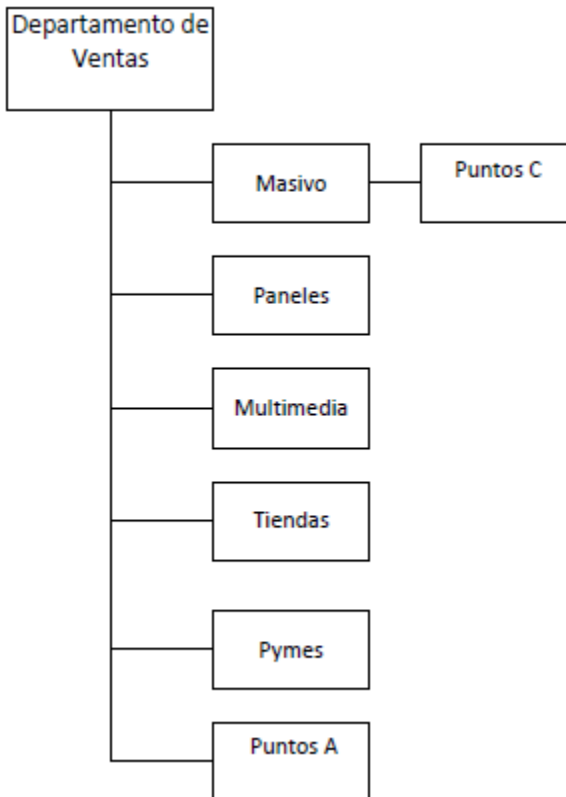 Departamento de
Ventas
Masivo
Puntos C
Paneles
Multimedia
Tiendas
Pymes
Puntos A